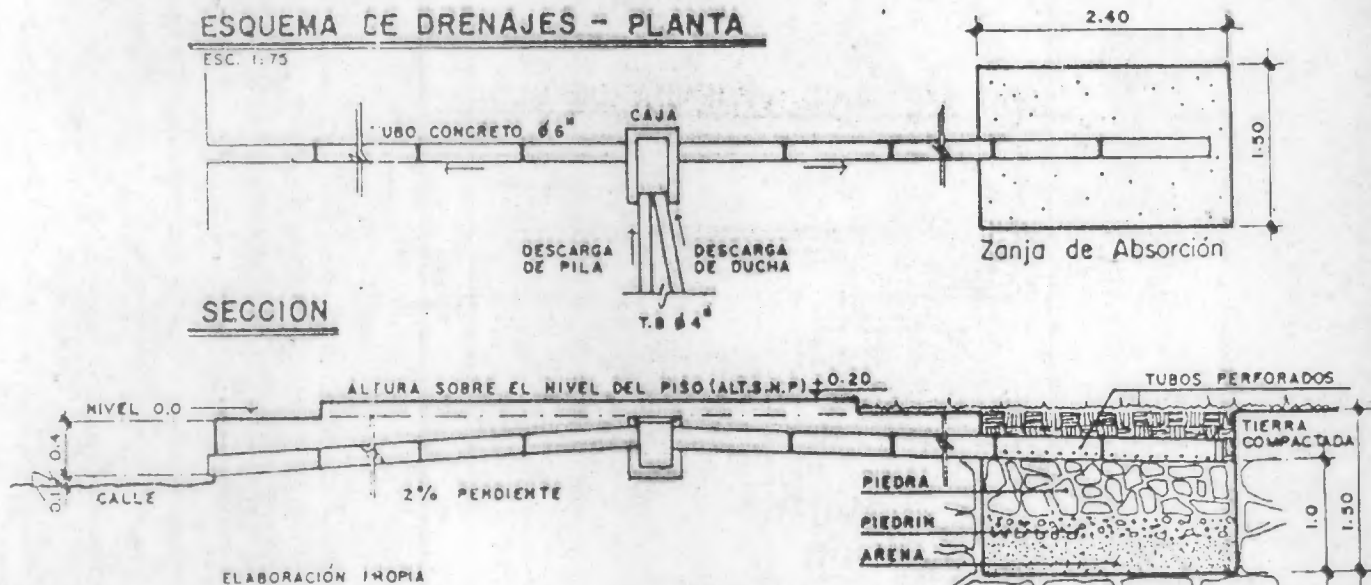 ESQUEMA DE DRENAJES - PLANTA
ESC. 1:75
2.40
1.50
CAJA
UBO CONCRETO Ø 6"
DESCARGA
DE PILA
DESCARGA
DE DUCHA
T.B Ø 4"
Zanja de Absorción
SECCION
ALTURA SOBRE EL NIVEL DEL PISO (ALT.S.N.P) +0.20
TUBOS PERFORADOS
NIVEL 0.0
TIERRA
COMPACTADA
0.4
0.1
CALLE
2% PENDIENTE
PIEDRA
PIEDRIN
ARENA
1.0
1.50
ELABORACIÓN PROPIA